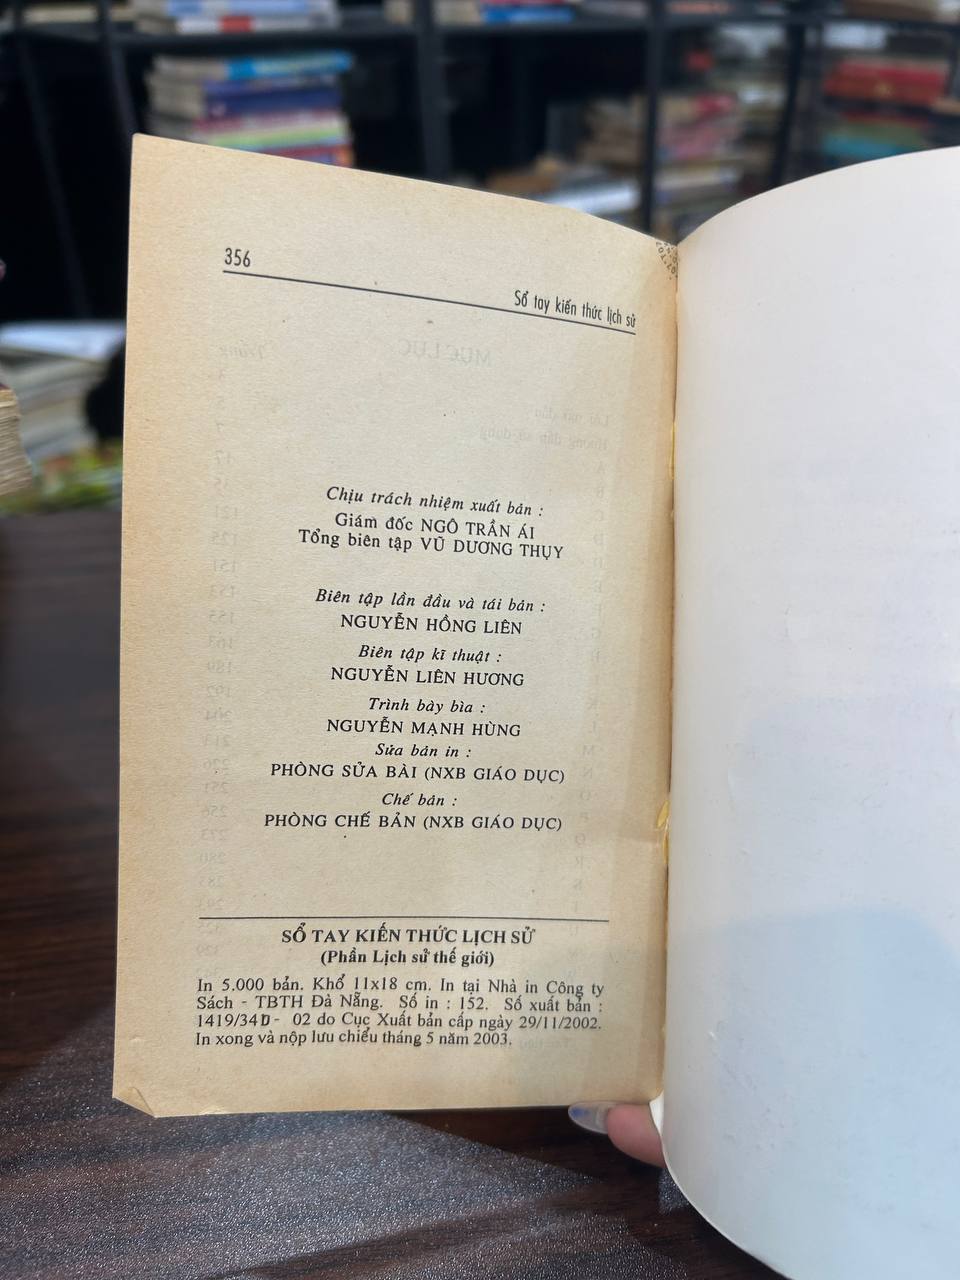 356
Sổ tay kiến thức lịch sử
Chịu trách nhiệm xuất bản :
Giám đốc NGÔ TRẦN ÁI
Tổng biên tập VŨ DƯƠNG THỤY
Biên tập lần đầu và tái bản :
NGUYỄN HỒNG LIÊN
Biên tập kĩ thuật :
NGUYỄN LIÊN HƯƠNG
Trình bày bìa :
NGUYỄN MẠNH HÙNG
Sửa bản in :
PHÒNG SỬA BÀI (NXB GIÁO DỤC)
Chế bản :
PHÒNG CHẾ BẢN (NXB GIÁO DỤC)
SỔ TAY KIẾN THỨC LỊCH SỬ
(Phần Lịch sử thế giới)
In 5.000 bản. Khổ 11x18 cm. In tại Nhà in Công ty
Sách - TBTH Đà Nẵng. Số in : 152. Số xuất bản :
1419/34D - 02 do Cục Xuất bản cấp ngày 29/11/2002.
In xong và nộp lưu chiểu tháng 5 năm 2003.